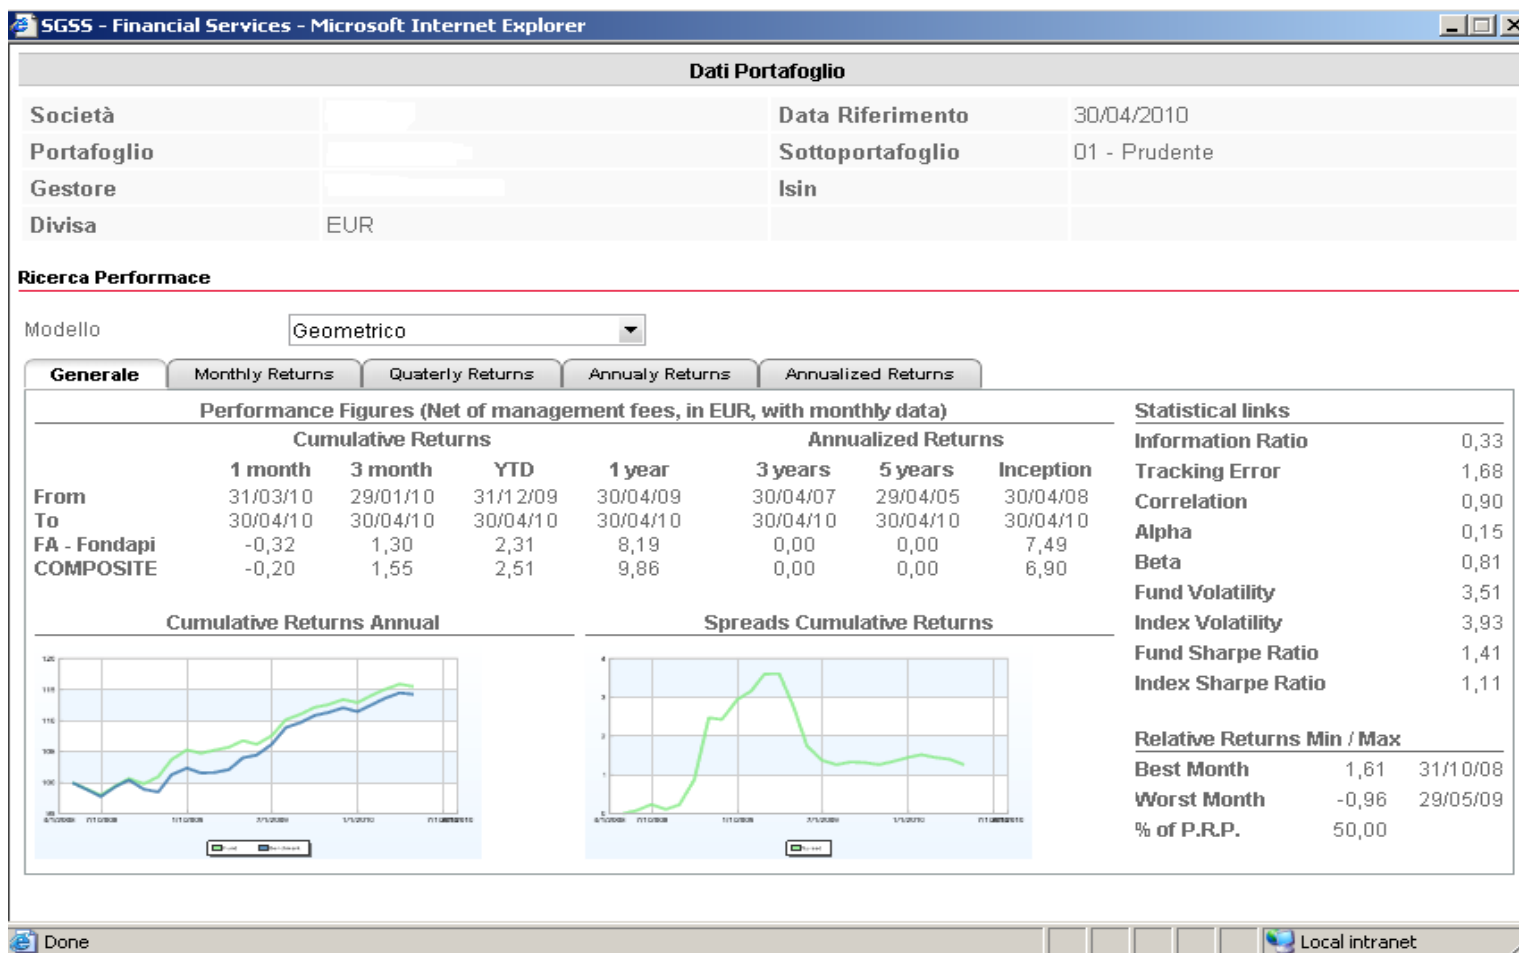 SGSS - Financial Services - Microsoft Internet Explorer
Dati Portafoglio
Società Data Riferimento 30/04/2010
Portafoglio Sottoportafoglio 01 - Prudente
Gestore Isin
Divisa EUR
Ricerca Performace
Modello Geometrico
Generale Monthly Returns Quaterly Returns Annualy Returns Annualized Returns
Performance Figures (Net of management fees, in EUR, with monthly data)
Cumulative Returns Annualized Returns
1 month 3 month YTD 1 year 3 years 5 years Inception
From 31/03/10 29/01/10 31/12/09 30/04/09 30/04/07 29/04/05 30/04/08
To 30/04/10 30/04/10 30/04/10 30/04/10 30/04/10 30/04/10 30/04/10
FA - Fondapi -0,32 1,30 2,31 8,19 0,00 0,00 7,49
COMPOSITE -0,20 1,55 2,51 9,86 0,00 0,00 6,90
Statistical links
Information Ratio 0,33
Tracking Error 1,68
Correlation 0,90
Alpha 0,15
Beta 0,81
Fund Volatility 3,51
Index Volatility 3,93
Fund Sharpe Ratio 1,41
Index Sharpe Ratio 1,11
Relative Returns Min / Max
Best Month 1,61 31/10/08
Worst Month -0,96 29/05/09
% of P.R.P. 50,00
Cumulative Returns Annual
120
115
110
105
100
Spreads Cumulative Returns
4
3
2
1
0
Done Local intranet